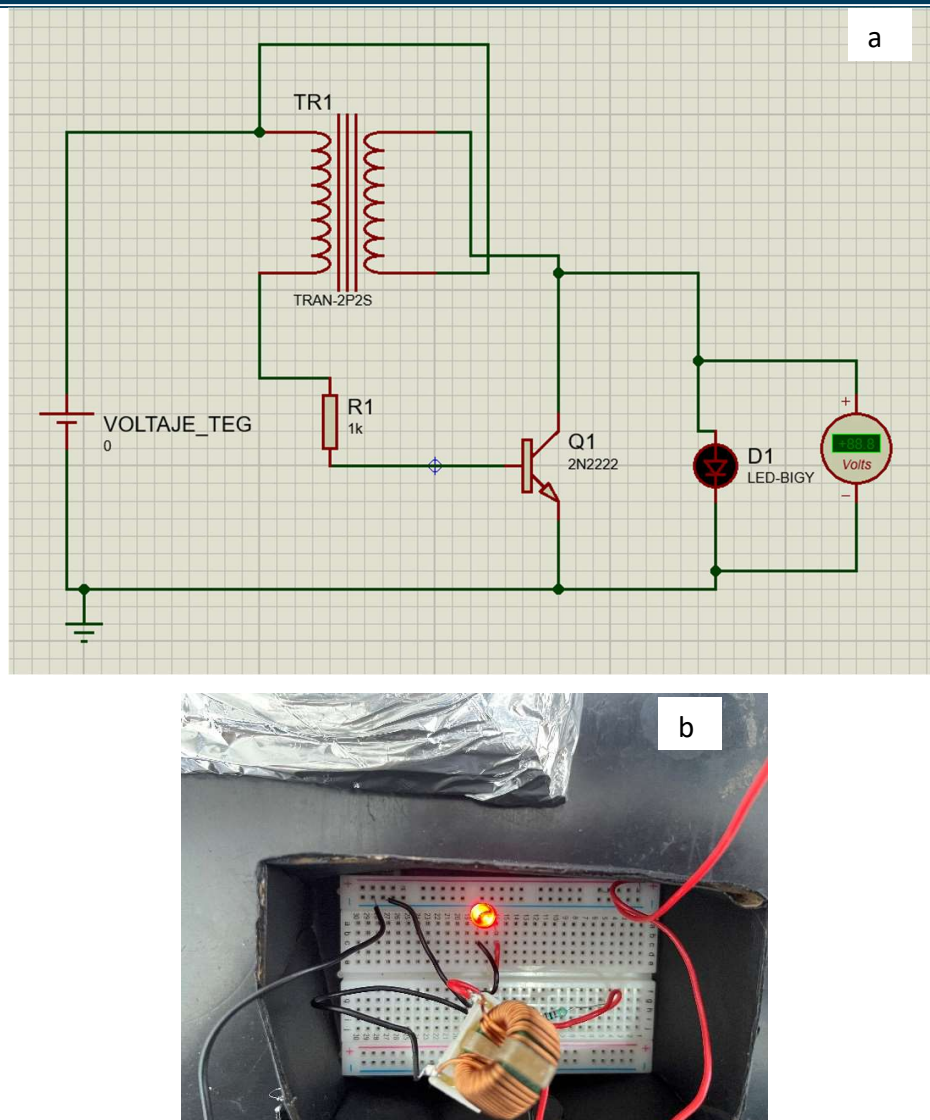 a
TR1
TRAN-2P2S
VOLTAJE_TEG
0
R1
1k
Q1
2N2222
D1
LED-BIGY
+
+88.8
Volts
−
b